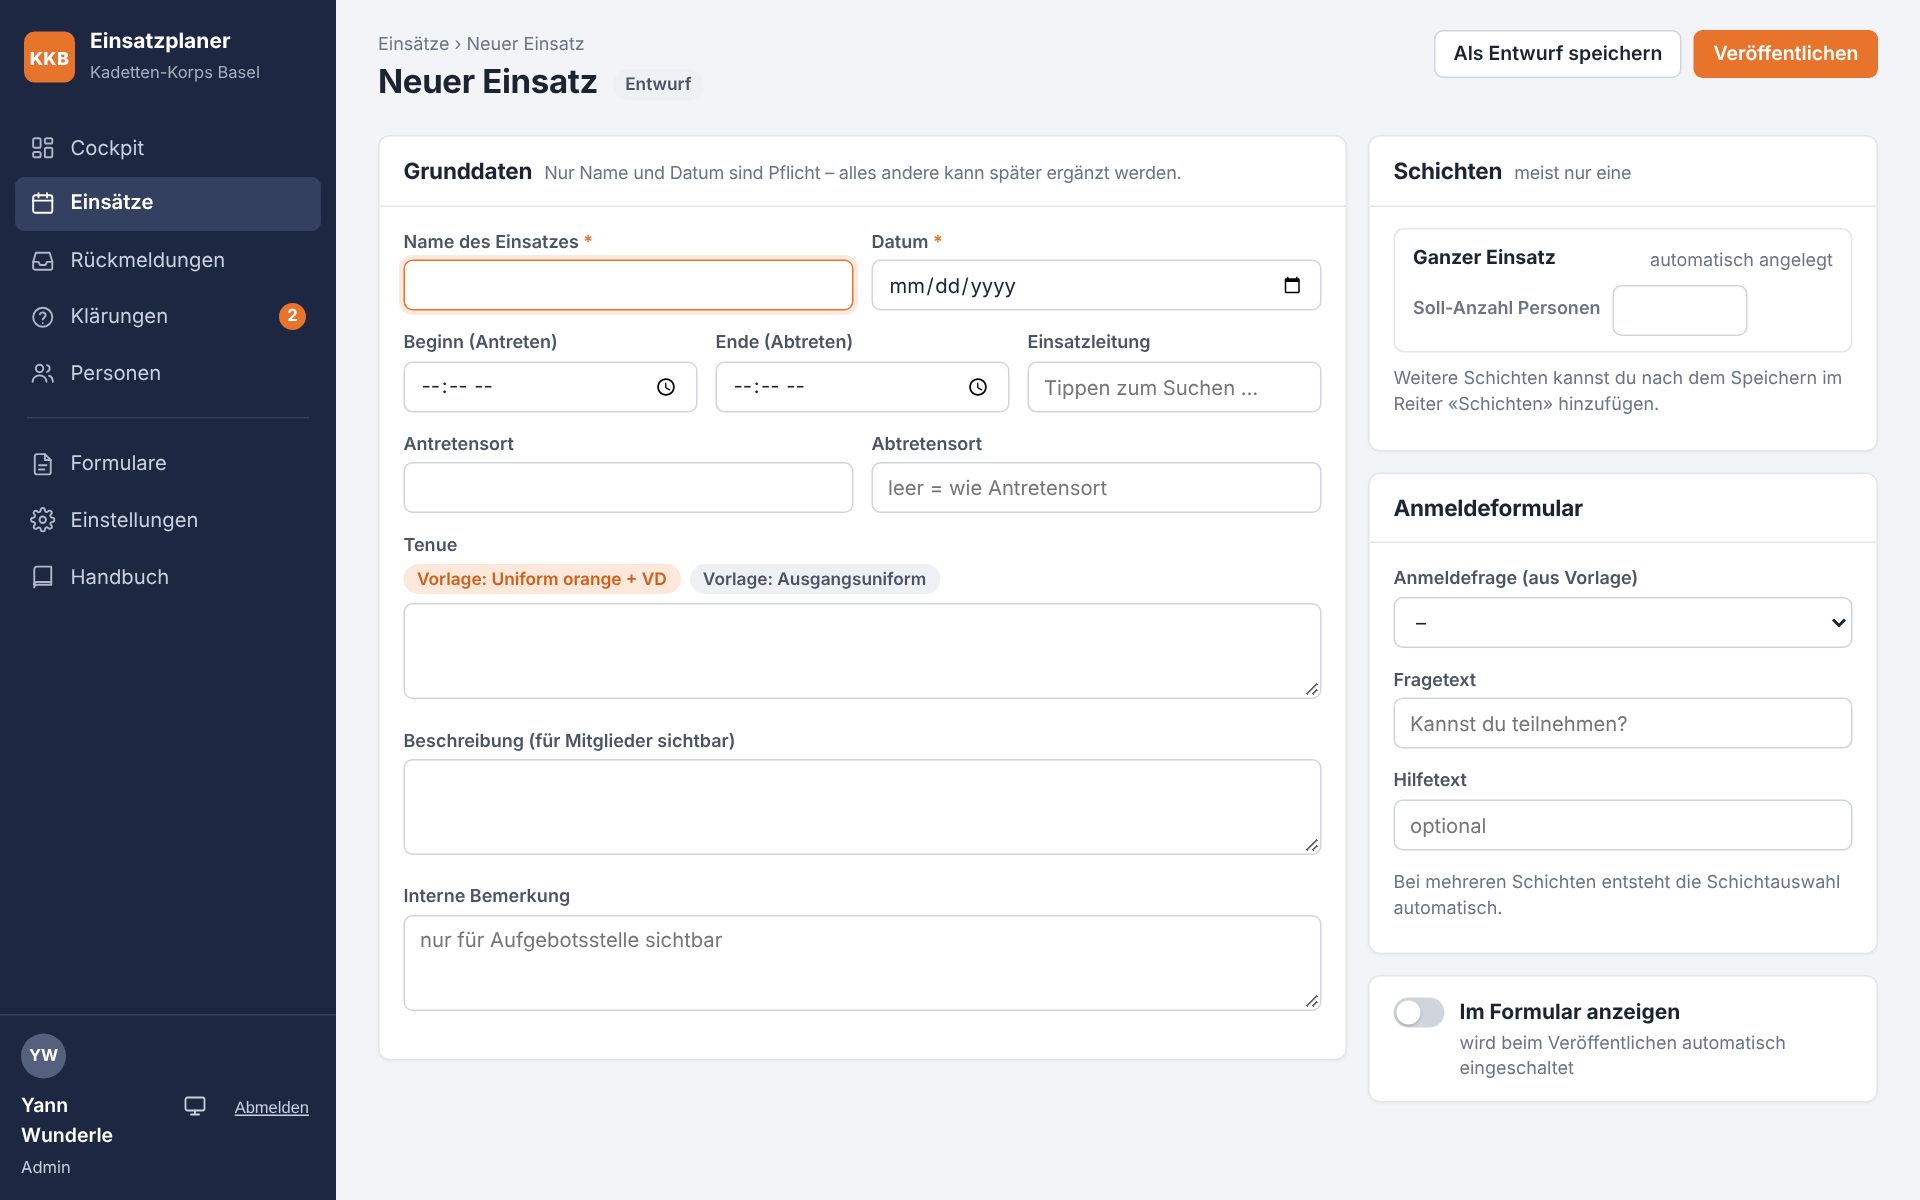 KKB
Einsatzplaner
Kadetten-Korps Basel
Cockpit
Einsätze
Rückmeldungen
Klärungen 2
Personen
Formulare
Einstellungen
Handbuch
YW
Yann
Wunderle
Admin
Abmelden
Einsätze › Neuer Einsatz
Neuer Einsatz Entwurf
Als Entwurf speichern
Veröffentlichen
Grunddaten Nur Name und Datum sind Pflicht – alles andere kann später ergänzt werden.
Name des Einsatzes *
Datum *
mm/dd/yyyy
Beginn (Antreten)
Ende (Abtreten)
Einsatzleitung
--:-- --
--:-- --
Tippen zum Suchen ...
Antretensort
Abtretensort
leer = wie Antretensort
Tenue
Vorlage: Uniform orange + VD
Vorlage: Ausgangsuniform
Beschreibung (für Mitglieder sichtbar)
Interne Bemerkung
nur für Aufgebotsstelle sichtbar
Schichten meist nur eine
Ganzer Einsatz automatisch angelegt
Soll-Anzahl Personen
Weitere Schichten kannst du nach dem Speichern im
Reiter «Schichten» hinzufügen.
Anmeldeformular
Anmeldefrage (aus Vorlage)
–
Fragetext
Kannst du teilnehmen?
Hilfetext
optional
Bei mehreren Schichten entsteht die Schichtauswahl
automatisch.
Im Formular anzeigen
wird beim Veröffentlichen automatisch
eingeschaltet